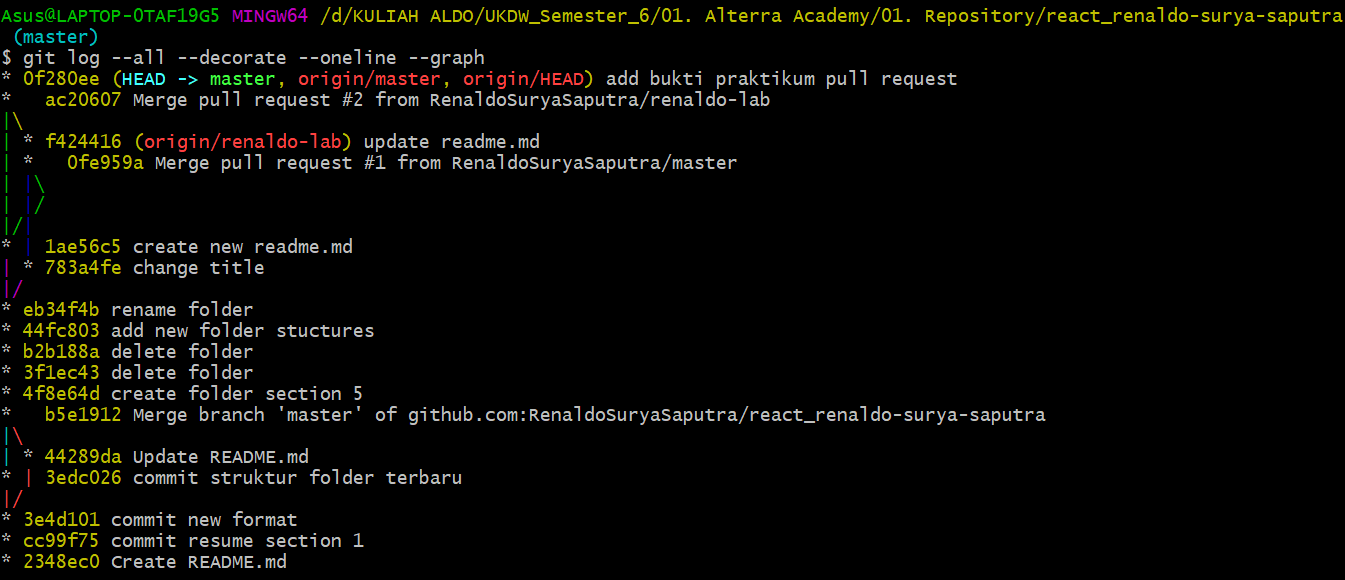 Asus@LAPTOP-0TAF19G5 MINGW64 /d/KULIAH ALDO/UKDW_Semester_6/01. Alterra Academy/01. Repository/react_renaldo-surya-saputra
 (master)
$ git log --all --decorate --oneline --graph
* 0f280ee (HEAD -> master, origin/master, origin/HEAD) add bukti praktikum pull request
*   ac20607 Merge pull request #2 from RenaldoSuryaSaputra/renaldo-lab
|\
| * f424416 (origin/renaldo-lab) update readme.md
| *   0fe959a Merge pull request #1 from RenaldoSuryaSaputra/master
| |\
| |/
|/|
* | 1ae56c5 create new readme.md
| * 783a4fe change title
|/
* eb34f4b rename folder
* 44fc803 add new folder stuctures
* b2b188a delete folder
* 3f1ec43 delete folder
* 4f8e64d create folder section 5
*   b5e1912 Merge branch 'master' of github.com:RenaldoSuryaSaputra/react_renaldo-surya-saputra
|\
| * 44289da Update README.md
* | 3edc026 commit struktur folder terbaru
|/
* 3e4d101 commit new format
* cc99f75 commit resume section 1
* 2348ec0 Create README.md